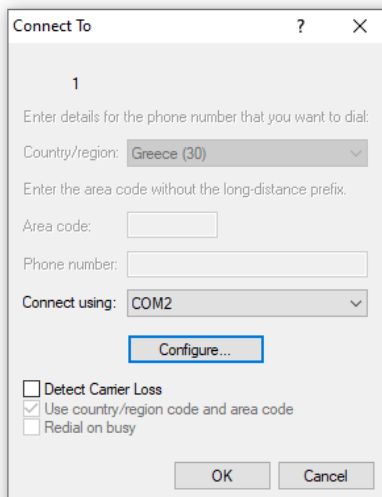 Connect To ?
1
Enter details for the phone number that you want to dial:
Country/region: Greece (30)
Enter the area code without the long-distance prefix.
Area code:
Phone number:
Connect using: COM2
Configure...
Detect Carrier Loss
Use country/region code and area code
Redial on busy
OK Cancel